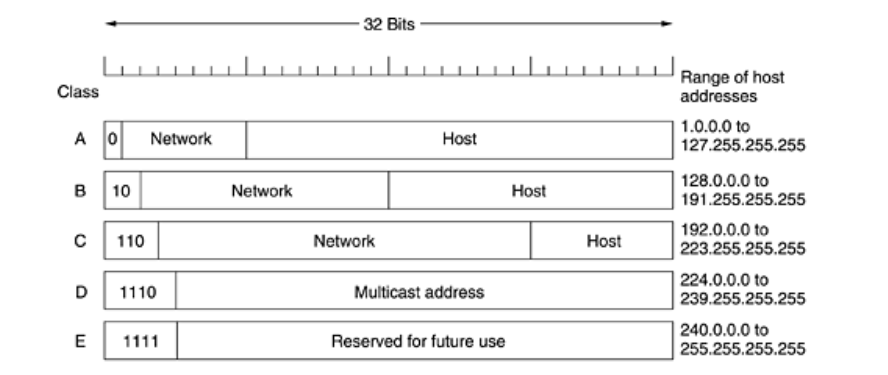 32 Bits
Range of host
addresses
Class
A 0 Network Host 1.0.0.0 to
127.255.255.255
B 10 Network Host 128.0.0.0 to
191.255.255.255
C 110 Network Host 192.0.0.0 to
223.255.255.255
D 1110 Multicast address 224.0.0.0 to
239.255.255.255
E 1111 Reserved for future use 240.0.0.0 to
255.255.255.255